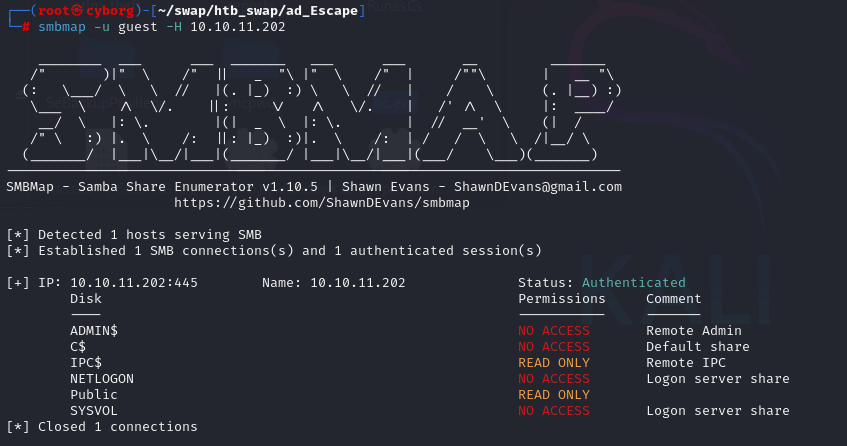 ┌──(root㉿cyborg)-[~/swap/htb_swap/ad_Escape]
└─# smbmap -u guest -H 10.10.11.202
SMBMap - Samba Share Enumerator v1.10.5 | Shawn Evans - ShawnDEvans@gmail.com
https://github.com/ShawnDEvans/smbmap
[*] Detected 1 hosts serving SMB
[*] Established 1 SMB connections(s) and 1 authenticated session(s)
[+] IP: 10.10.11.202:445 Name: 10.10.11.202 Status: Authenticated
Disk Permissions Comment
---- ----------- -------
ADMIN$ NO ACCESS Remote Admin
C$ NO ACCESS Default share
IPC$ READ ONLY Remote IPC
NETLOGON NO ACCESS Logon server share
Public READ ONLY
SYSVOL NO ACCESS Logon server share
[*] Closed 1 connections
KALI